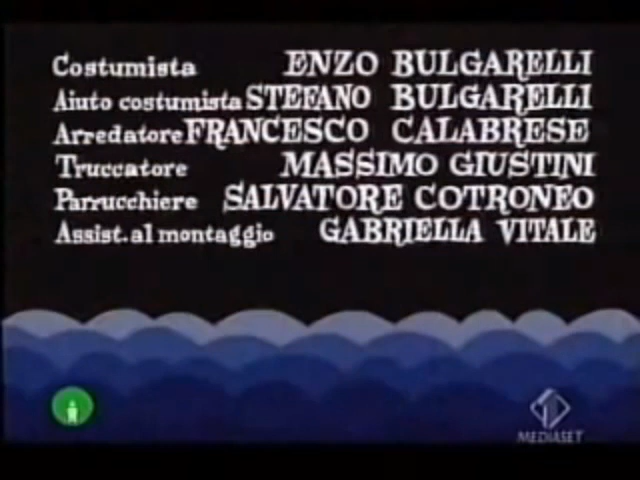 Costumista ENZO BULGARELLI
Aiuto costumista STEFANO BULGARELLI
Arredatore FRANCESCO CALABRESE
Truccatore MASSIMO GIUSTINI
Parrucchiere SALVATORE COTRONEO
Assist. al montaggio GABRIELLA VITALE
MEDIASET